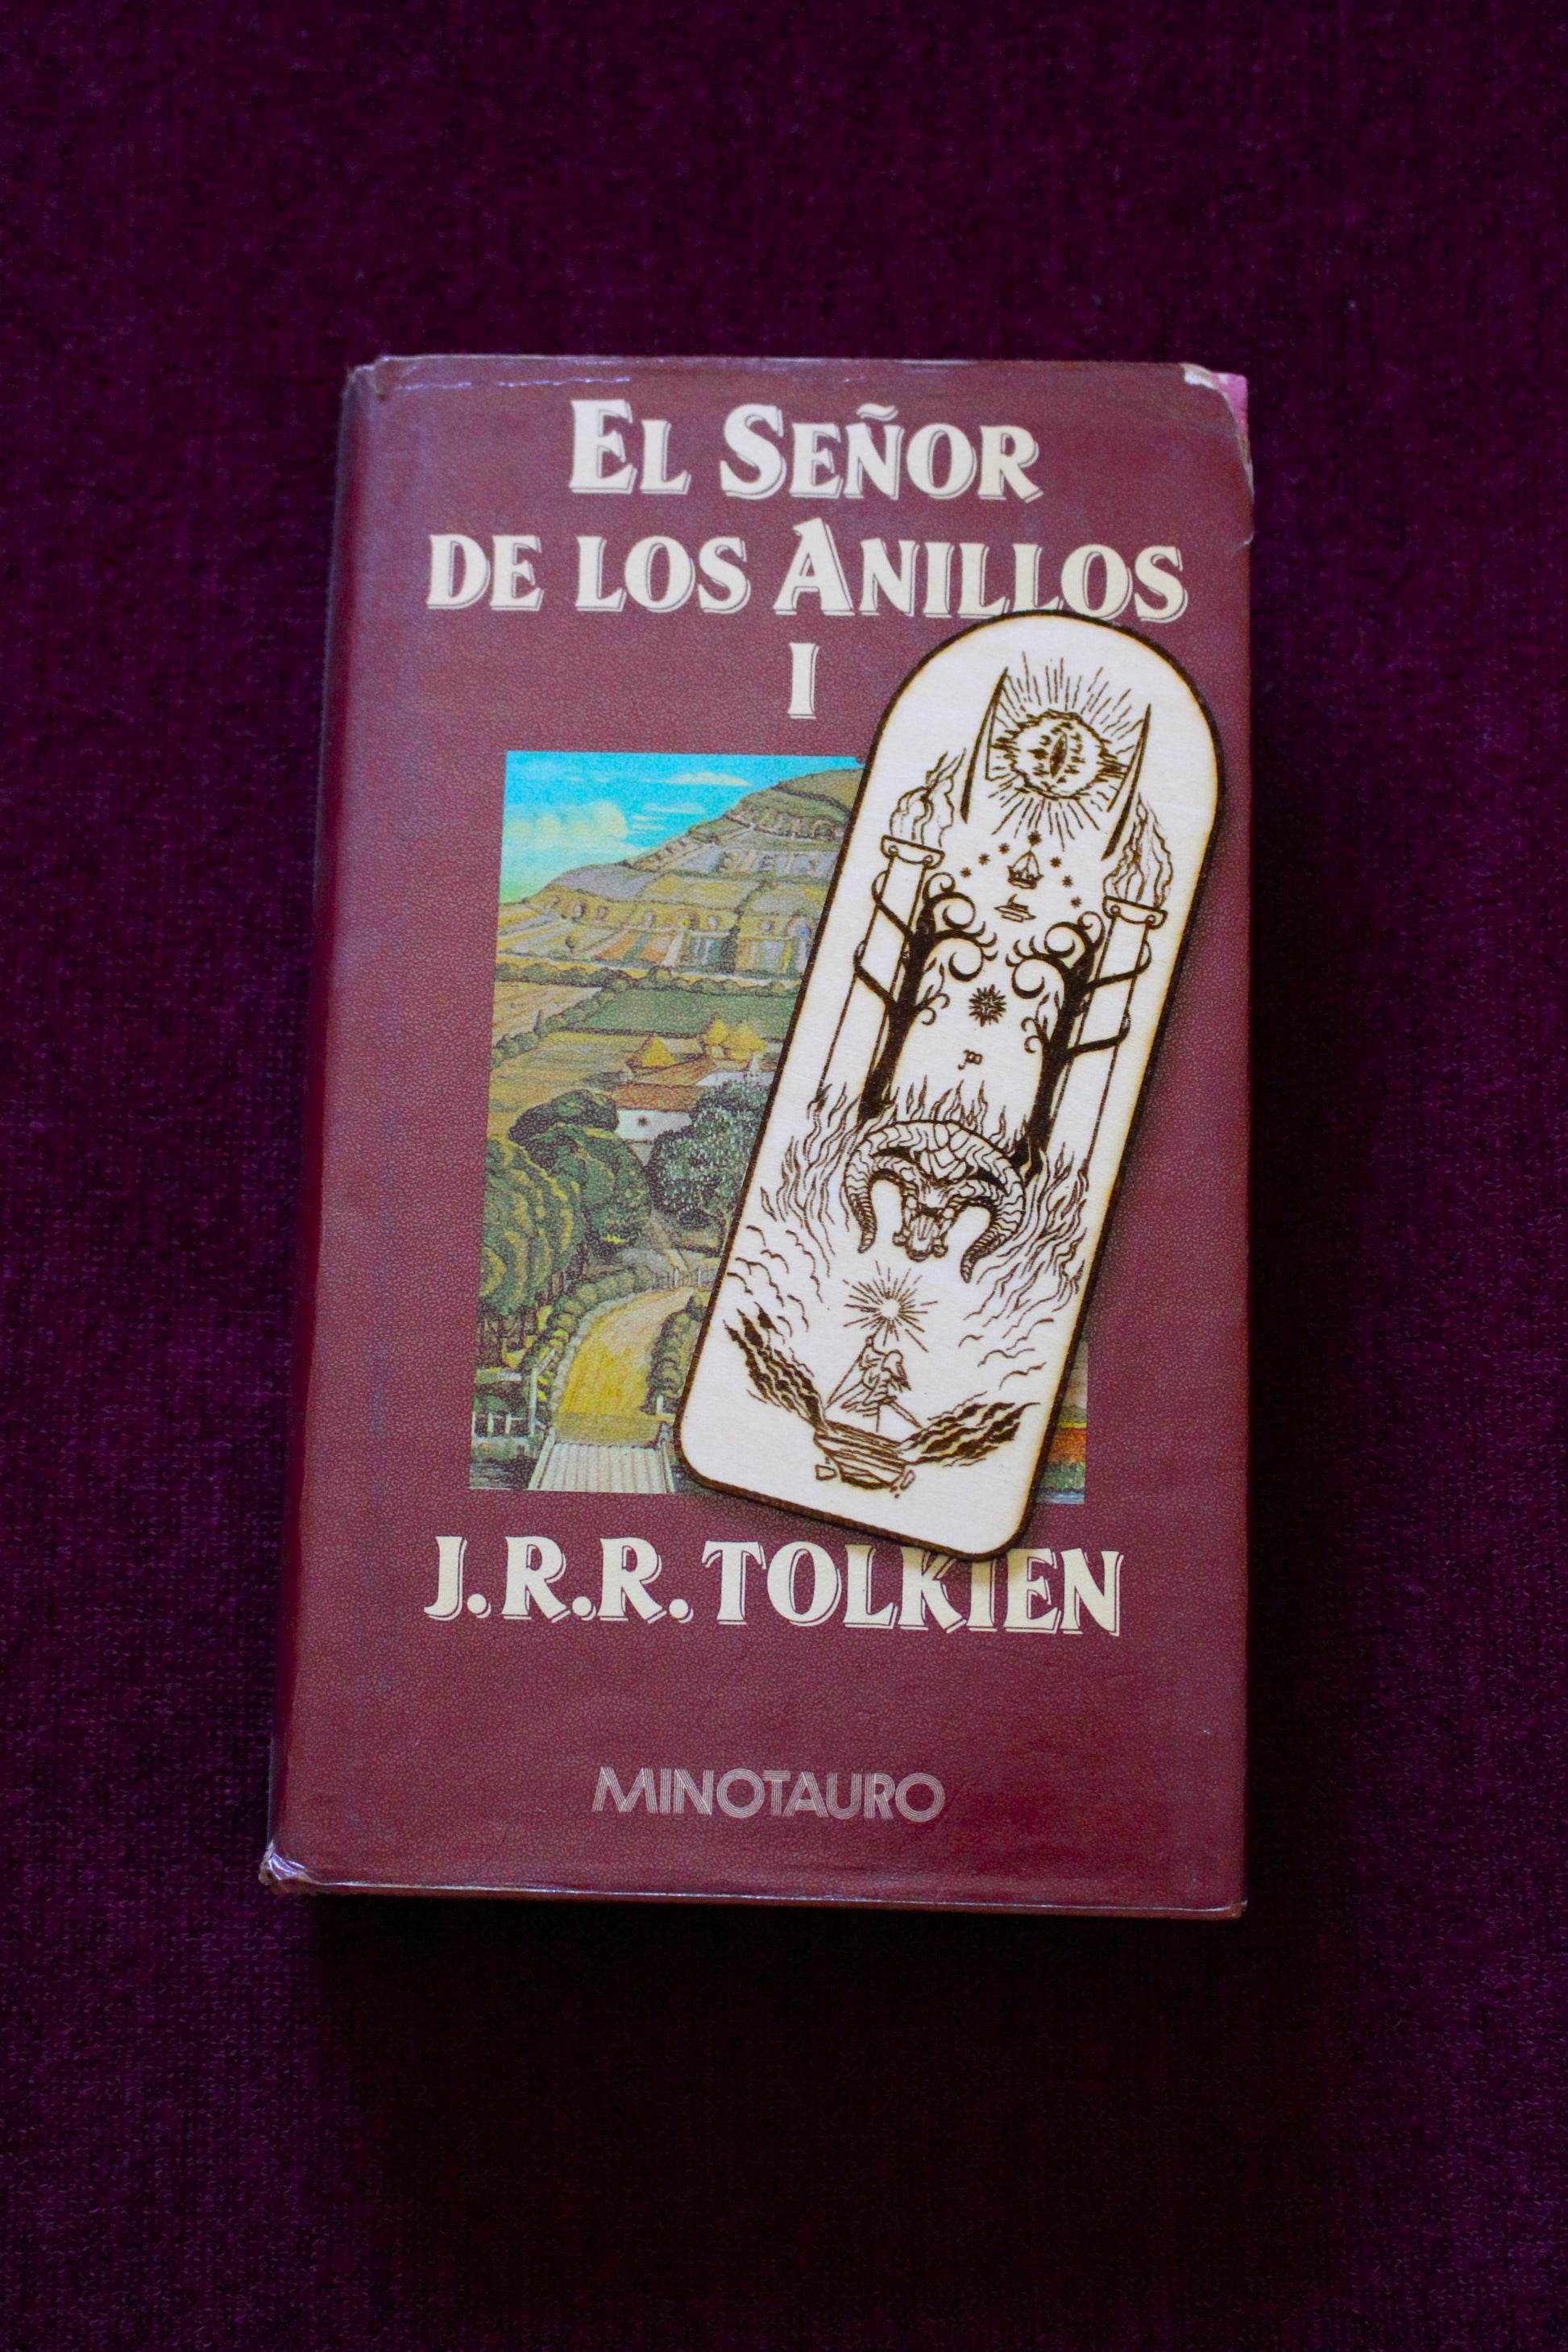 EL SEÑOR
DE LOS ANILLOS
I
J.R.R. TOLKIEN
MINOTAURO